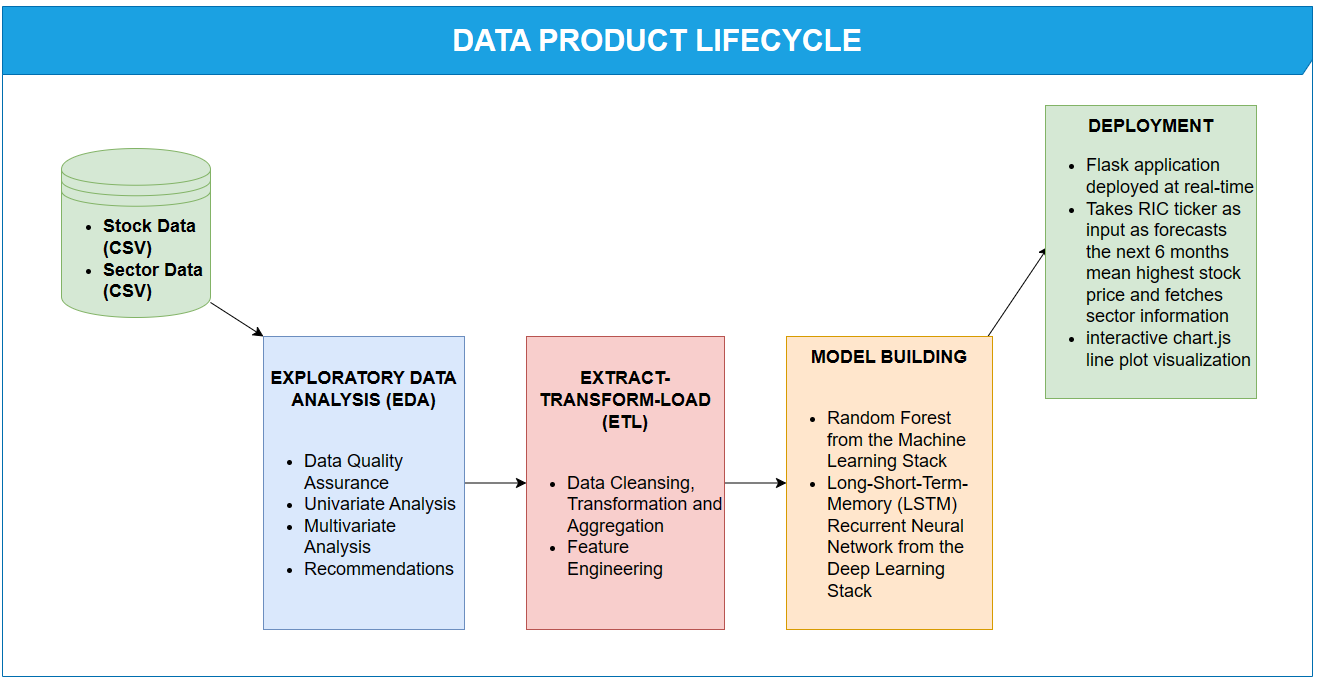 DATA PRODUCT LIFECYCLE
Stock Data
(CSV)
Sector Data
(CSV)
EXPLORATORY DATA
ANALYSIS (EDA)
Data Quality
Assurance
Univariate Analysis
Multivariate
Analysis
Recommendations
EXTRACT-
TRANSFORM-LOAD
(ETL)
Data Cleansing,
Transformation and
Aggregation
Feature
Engineering
MODEL BUILDING
Random Forest
from the Machine
Learning Stack
Long-Short-Term-
Memory (LSTM)
Recurrent Neural
Network from the
Deep Learning
Stack
DEPLOYMENT
Flask application
deployed at real-time
Takes RIC ticker as
input as forecasts
the next 6 months
mean highest stock
price and fetches
sector information
interactive chart.js
line plot visualization